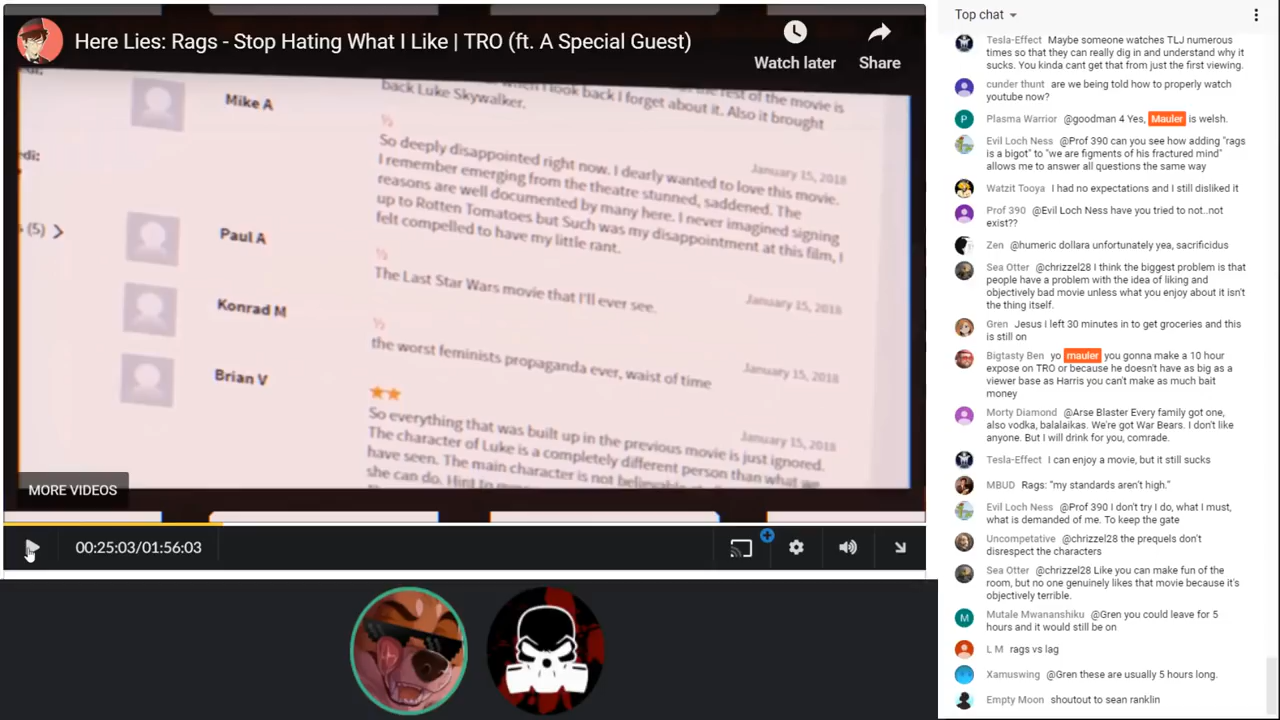 Here Lies: Rags - Stop Hating What I Like | TRO (ft. A Special Guest)
Watch later
Share
Mike A
back Luke Skywalker.
when I look back I forget about it. Also it brought
the rest of the movie is
½
January 15, 2018
So deeply disappointed right now. I dearly wanted to love this movie.
I remember emerging from the theatre stunned, saddened. The
reasons are well documented by many here. I never imagined signing
up to Rotten Tomatoes but Such was my disappointment at this film, I
felt compelled to have my little rant.
(5)
Paul A
½
January 15, 2018
The Last Star Wars movie that I'll ever see.
Konrad M
½
January 15, 2018
the worst feminists propaganda ever, waist of time
Brian V
January 15, 2018
So everything that was built up in the previous movie is just ignored.
The character of Luke is a completely different person than what we
have seen. The main character is not believable
she can do.
MORE VIDEOS
00:25:03/01:56:03
Top chat
Tesla-Effect Maybe someone watches TLJ numerous
times so that they can really dig in and understand why it
sucks. You kinda cant get that from just the first viewing.
cunder thunt are we being told how to properly watch
youtube now?
P
Plasma Warrior @goodman 4 Yes, Mauler is welsh.
Evil Loch Ness @Prof 390 can you see how adding "rags
is a bigot" to "we are figments of his fractured mind"
allows me to answer all questions the same way
Watzit Tooya I had no expectations and I still disliked it
Prof 390 @Evil Loch Ness have you tried to not..not
exist??
Zen @humeric dollara unfortunately yea, sacrificidus
Sea Otter @chrizzel28 I think the biggest problem is that
people have a problem with the idea of liking and
objectively bad movie unless what you enjoy about it isn't
the thing itself.
Gren Jesus I left 30 minutes in to get groceries and this
is still on
Bigtasty Ben yo mauler you gonna make a 10 hour
expose on TRO or because he doesn't have as big as a
viewer base as Harris you can't make as much bait
money
Morty Diamond @Arse Blaster Every family got one,
also vodka, balalaikas. We're got War Bears. I don't like
anyone. But I will drink for you, comrade.
Tesla-Effect I can enjoy a movie, but it still sucks
MBUD Rags: "my standards aren't high."
Evil Loch Ness @Prof 390 I don't try I do, what I must,
what is demanded of me. To keep the gate
Uncompetative @chrizzel28 the prequels don't
disrespect the characters
Sea Otter @chrizzel28 Like you can make fun of the
room, but no one genuinely likes that movie because it's
objectively terrible.
M
Mutale Mwananshiku @Gren you could leave for 5
hours and it would still be on
L M rags vs lag
Xamuswing @Gren these are usually 5 hours long.
Empty Moon shoutout to sean ranklin